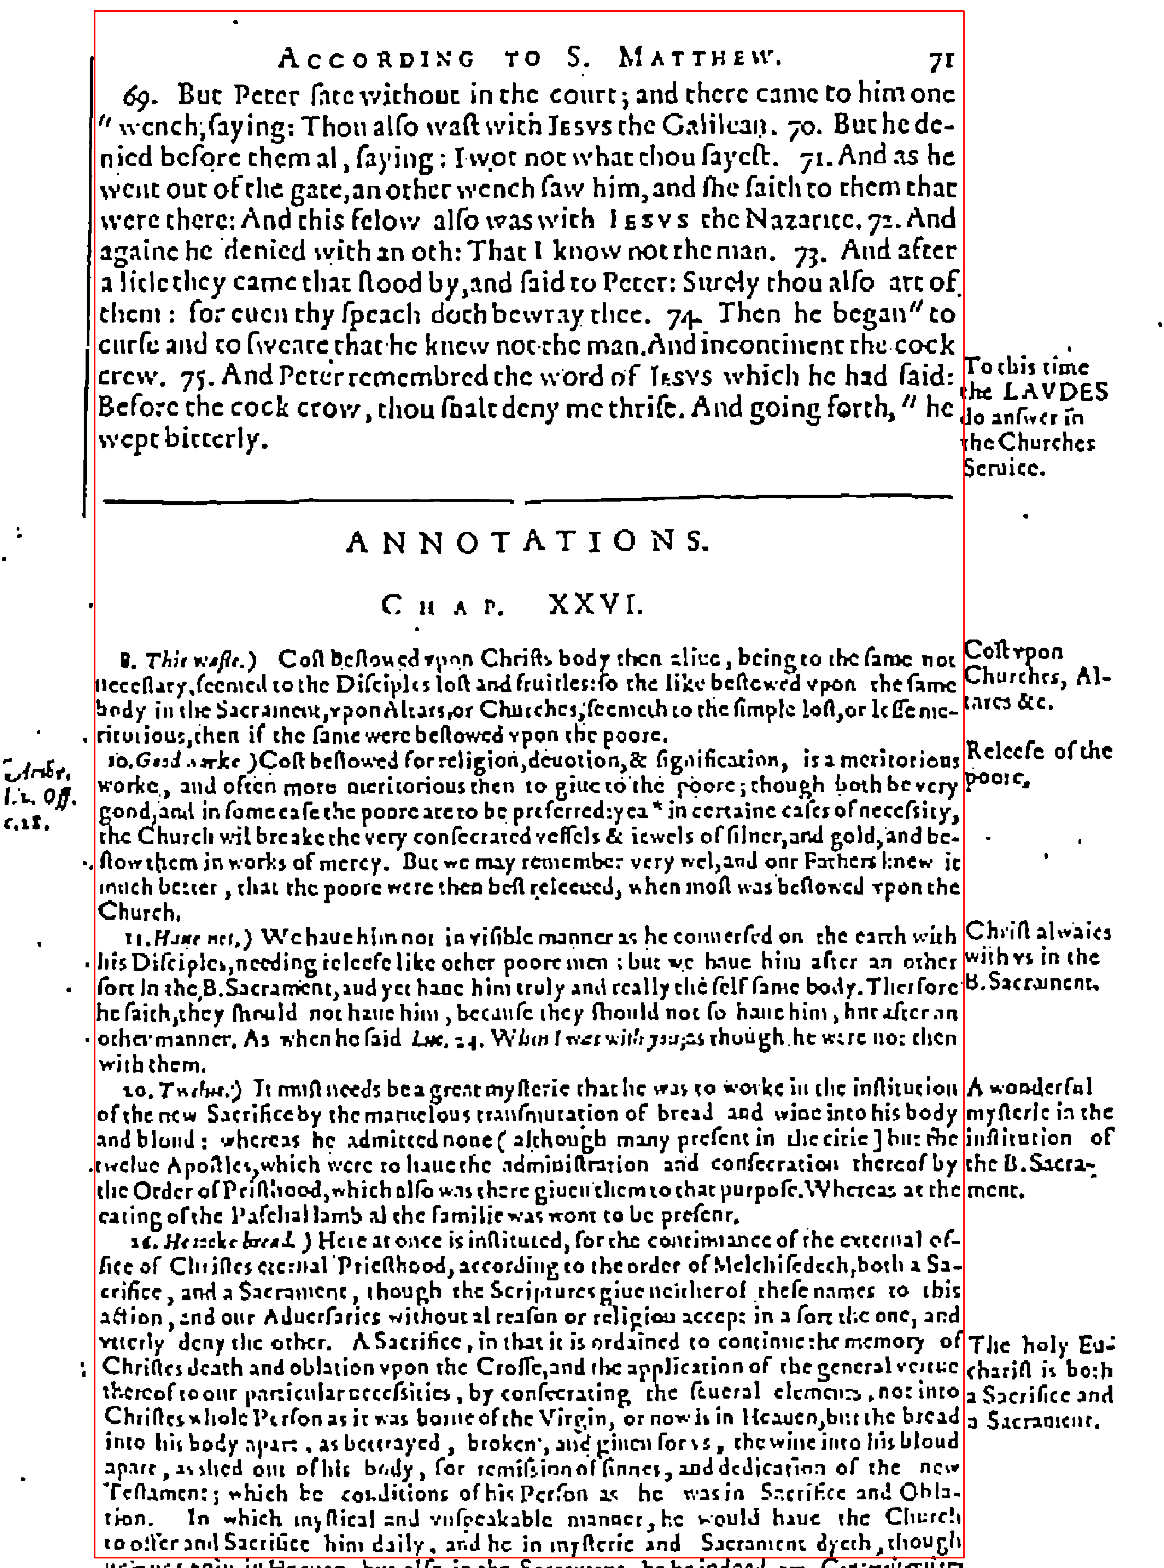 ACCORDING TO S. MATTHEW. 71
69. But Peter sate without in the court; and there came to him one
" wench, saying: Thou also wast with IESVS the Galilean. 70. But he de-
nied before them al, saying: I wot not what thou sayest. 71. And as he
went out of the gate, an other wench saw him, and she saith to them that
were there: And this felow also was with IESVS the Nazarite. 72. And
againe he denied with an oth: That I know not the man. 73. And after
a litle they came that stood by, and said to Peter: Surely thou also art of
them: for euen thy speach doth bewray thee. 74. Then he began " to
curse and to sweare that he knew not the man. And incontinent the cock
crew. 75. And Peter remembred the word of IESVS which he had said:
Before the cock crow, thou shalt deny me thrise. And going forth, " he
wept bitterly.
To this time
the LAVDES
do answer in
the Churches
Seruice.
ANNOTATIONS.
CHAP. XXVI.
8. This waste.) Cost bestowed vpon Christs body then aliue, being to the same not
necessary, seemed to the Disciples lost and fruitles: so the like bestowed vpon the same
body in the Sacrament, vpon Altars, or Churches, seemeth to the simple lost, or lesse me-
ritorious, then if the same were bestowed vpon the poore.
Cost vpon
Churches, Al-
tares &c.
10. Good worke) Cost bestowed for religion, deuotion, & signification, is a meritorious
worke, and often more meritorious then to giue to the poore; though both be very
good, and in some case the poore are to be preferred: yea * in certaine cases of necessity,
the Church wil breake the very consecrated vessels & iewels of siluer, and gold, and be-
stow them in works of mercy. But we may remember very wel, and our Fathers knew it
much better, that the poore were then best releeued, when most was bestowed vpon the
Church.
Releefe of the
poore.
Ambr.
l. 2. Off.
c. 28.
11. Haue not.) We haue him not in visible manner as he conuersed on the earth with
his Disciples, needing releefe like other poore men; but we haue him after an other
sort in the B. Sacrament, and yet haue him truly and really the self same body. Therfore
he saith, they should not haue him, because they should not so haue him, but after an
other manner. As when he said Luc. 24. When I was with you, as though he were not then
with them.
Christ alwaies
with vs in the
B. Sacrament.
20. Twelue.) It must needs be a great mysterie that he was to worke in the institution
of the new Sacrifice by the maruelous transmutation of bread and wine into his body
and bloud: whereas he admitted none (although many present in the citie) but the
twelue Apostles, which were to haue the administration and consecration thereof by
the Order of Pristhood, which also was there giuen them to that purpose. Whereas at the
eating of the Paschal lamb al the familie was wont to be present.
A wonderful
mysterie in the
institution of
the B. Sacra-
ment.
26. He tooke bread.) Here at once is instituted, for the continuance of the external of-
fice of Christes eternal Priesthood, according to the order of Melchisedech, both a Sa-
crifice, and a Sacrament, though the Scriptures giue neither of these names to this
action, and our Aduersaries without al reason or religion accept in a sort the one, and
vtterly deny the other. A Sacrifice, in that it is ordained to continue the memory of
Christes death and oblation vpon the Crosse, and the application of the general vertue
thereof to our particular necessities, by consecrating the seueral elements, not into
Christes whole Person as it was borne of the Virgin, or now is in Heauen, but the bread
into his body apart, as betrayed, broken, and giuen for vs, the wine into his bloud
apart, as shed out of his body, for remission of sinnes, and dedication of the new
Testament; which be conditions of his Person as he was in Sacrifice and Obla-
tion. In which mystical and vnspeakable manner, he would haue the Church
to offer and Sacrifice him daily, and he in mysterie and Sacrament dyeth, though
The holy Eu-
charist is both
a Sacrifice and
a Sacrament.